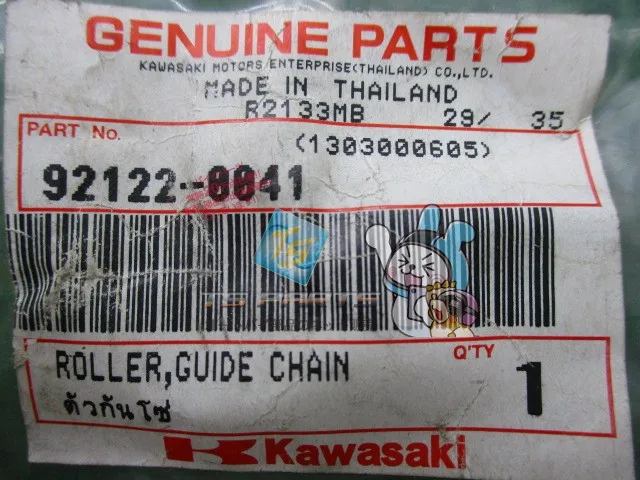 GENUINE PARTS
KAWASAKI MOTORS ENTERPRISE(THAILAND) CO.,LTD.
MADE IN THAILAND
R2133MB 29/ 35
PART No.
(1303000605)
92122-0041
ROLLER,GUIDE CHAIN
Q'TY
1
ตัวกันโซ่
Kawasaki